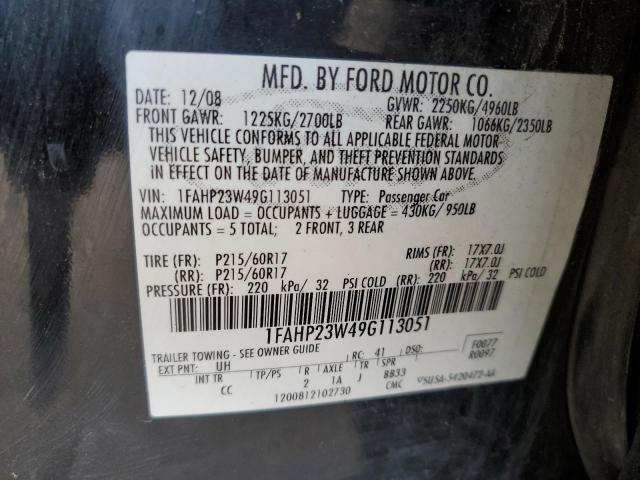 MFD. BY FORD MOTOR CO.
DATE: 12/08 GVWR: 2250KG/4960LB
FRONT GAWR: 1225KG/2700LB REAR GAWR: 1066KG/2350LB
THIS VEHICLE CONFORMS TO ALL APPLICABLE FEDERAL MOTOR
VEHICLE SAFETY, BUMPER, AND THEFT PREVENTION STANDARDS
IN EFFECT ON THE DATE OF MANUFACTURE SHOWN ABOVE.
VIN: 1FAHP23W49G113051 TYPE: Passenger Car
MAXIMUM LOAD = OCCUPANTS + LUGGAGE = 430KG/950LB
OCCUPANTS = 5 TOTAL; 2 FRONT, 3 REAR
TIRE (FR): P215/60R17 RIMS (FR): 17X7.0J
(RR): P215/60R17 (RR): 17X7.0J
PRESSURE (FR): 220 kPa/ 32 PSI COLD (RR): 220 kPa/ 32 PSI COLD
1FAHP23W49G113051
TRAILER TOWING - SEE OWNER GUIDE F0077
EXT PNT: UH RC: 41 DSO: R0097
INT TR TP/PS R AXLE TR SPR
CC 2 1A J BB33
1200812102730 CMC 5U5A-5420472-AA